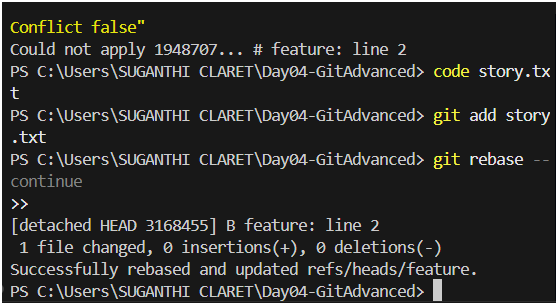 Conflict false"
Could not apply 1948707... # feature: line 2
PS C:\Users\SUGANTHI CLARET\Day04-GitAdvanced> code story.tx
t
PS C:\Users\SUGANTHI CLARET\Day04-GitAdvanced> git add story
.txt
PS C:\Users\SUGANTHI CLARET\Day04-GitAdvanced> git rebase --
continue
>>
[detached HEAD 3168455] B feature: line 2
 1 file changed, 0 insertions(+), 0 deletions(-)
Successfully rebased and updated refs/heads/feature.
PS C:\Users\SUGANTHI CLARET\Day04-GitAdvanced>